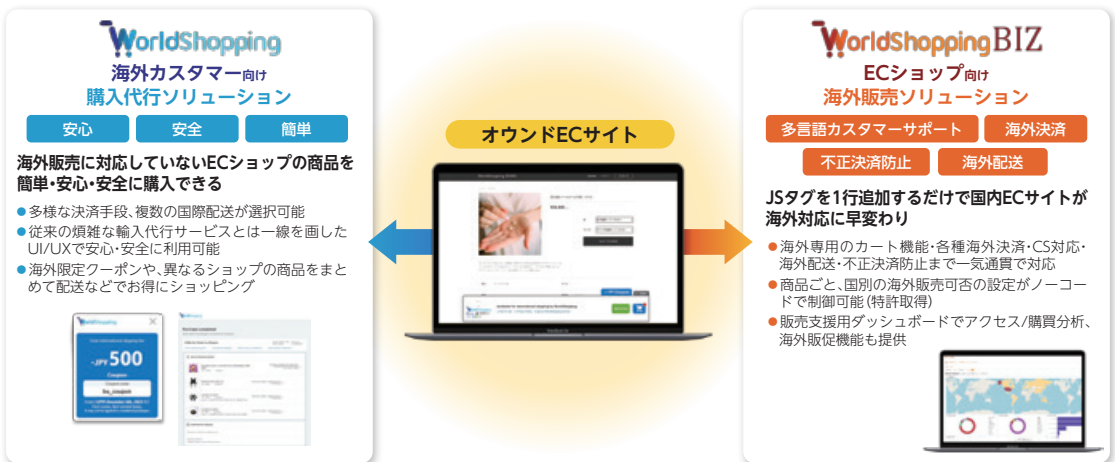 WorldShopping
海外カスタマー向け
購入代行ソリューション
安心
安全
簡単
海外販売に対応していないECショップの商品を
簡単・安心・安全に購入できる
●多様な決済手段、複数の国際配送が選択可能
●従来の煩雑な輸入代行サービスとは一線を画した
UI/UXで安心・安全に利用可能
●海外限定クーポンや、異なるショップの商品をまと
めて配送などでお得にショッピング
WorldShopping
-JPY 500
Coupon
オウンドECサイト
WorldShopping BIZ
ECショップ向け
海外販売ソリューション
多言語カスタマーサポート
海外決済
不正決済防止
海外配送
JSタグを1行追加するだけで国内ECサイトが
海外対応に早変わり
●海外専用のカート機能・各種海外決済・CS対応・
海外配送・不正決済防止まで一気通貫で対応
●商品ごと、国別の海外販売可否の設定がノーコー
ドで制御可能(特許取得)
●販売支援用ダッシュボードでアクセス/購買分析、
海外販促機能も提供